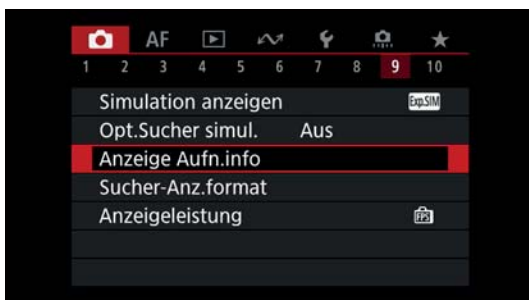 AF
1 2 3 4 5 6 7 8 9 10
Simulation anzeigen Exp.SIM
Opt.Sucher simul. Aus
Anzeige Aufn.info
Sucher-Anz.format
Anzeigeleistung FPS